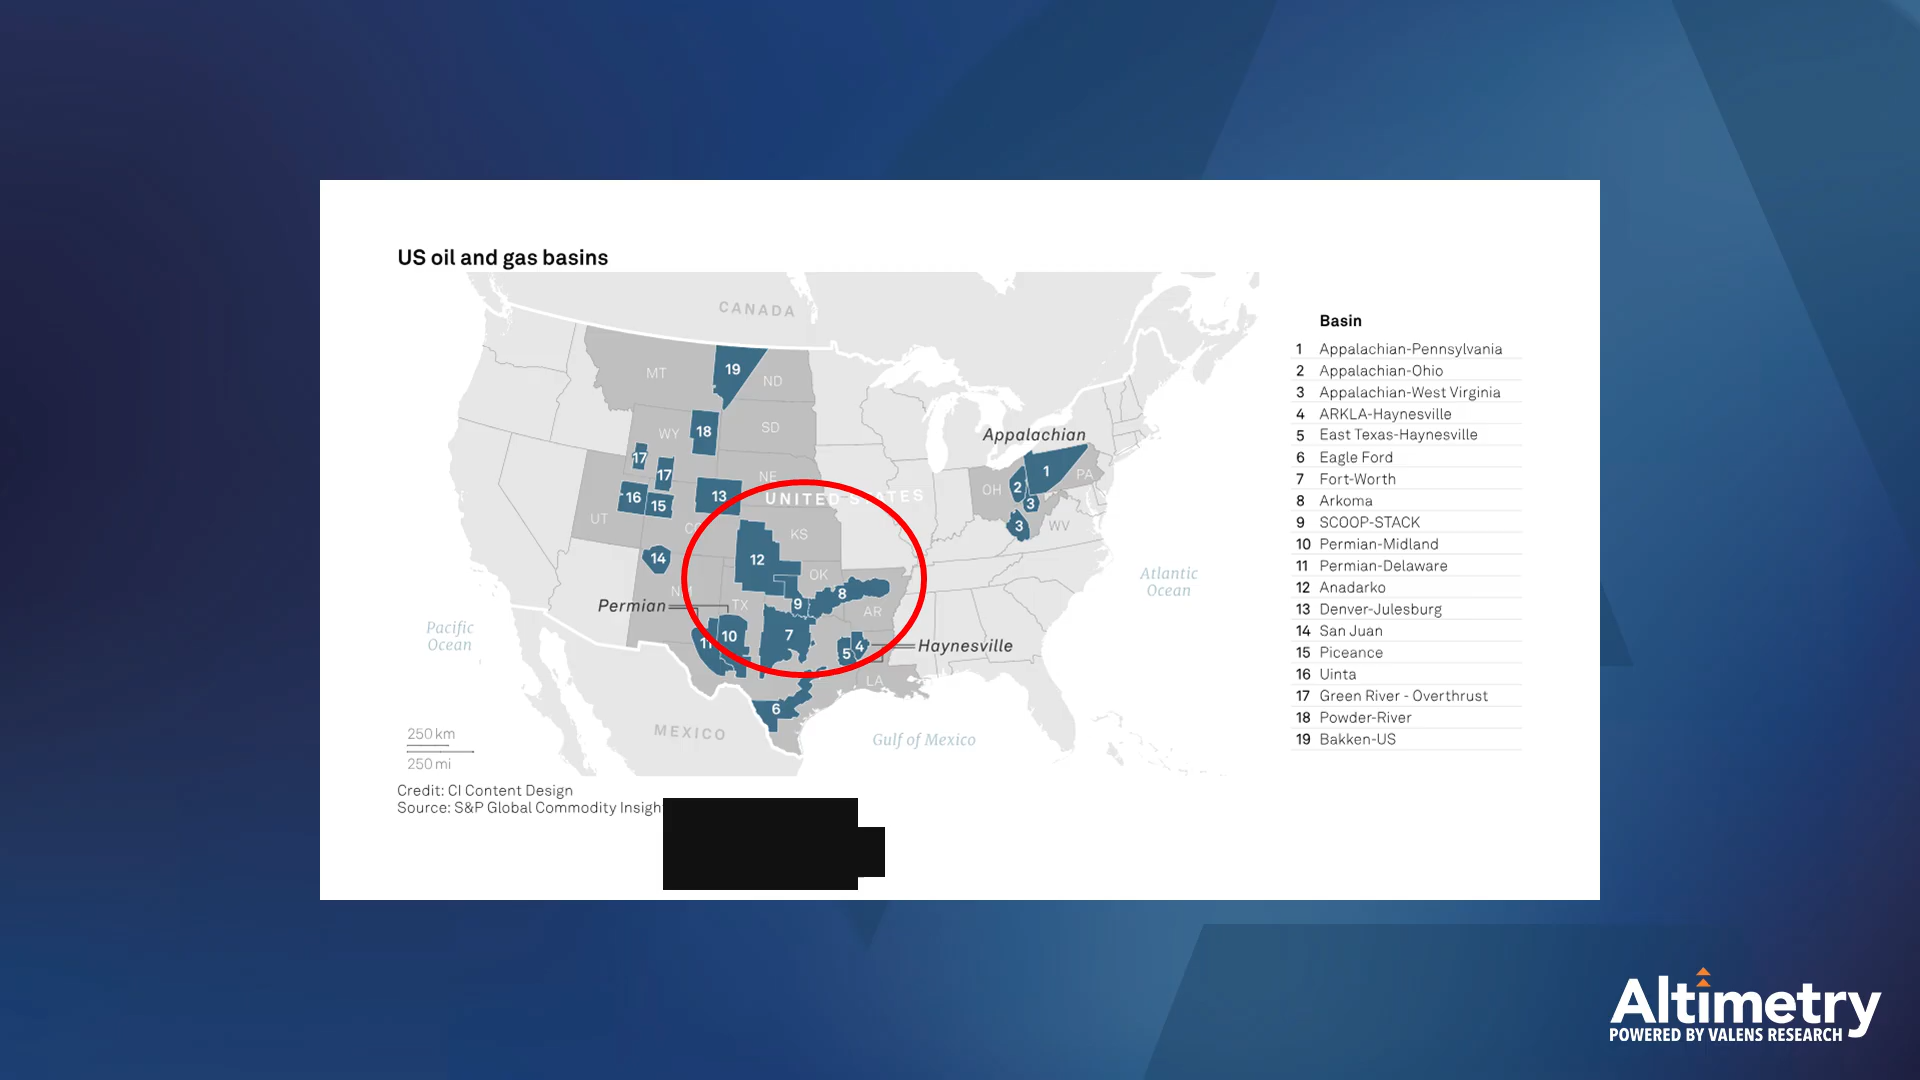 US oil and gas basins
CANADA
MT
19
ND
WY
18
SD
17
17
NE
16
15
13
UNITED STATES
UT
CO
KS
14
12
OK
Permian
TX
9
8
AR
11
10
7
5
4
Haynesville
LA
6
MEXICO
Gulf of Mexico
Pacific
Ocean
Appalachian
1
PA
OH
2
3
3
WV
Atlantic
Ocean
250 km
250 mi
Credit: CI Content Design
Source: S&P Global Commodity
Basin
1 Appalachian-Pennsylvania
2 Appalachian-Ohio
3 Appalachian-West Virginia
4 ARKLA-Haynesville
5 East Texas-Haynesville
6 Eagle Ford
7 Fort-Worth
8 Arkoma
9 SCOOP-STACK
10 Permian-Midland
11 Permian-Delaware
12 Anadarko
13 Denver-Julesburg
14 San Juan
15 Piceance
16 Uinta
17 Green River - Overthrust
18 Powder-River
19 Bakken-US
Altimetry
POWERED BY VALENS RESEARCH